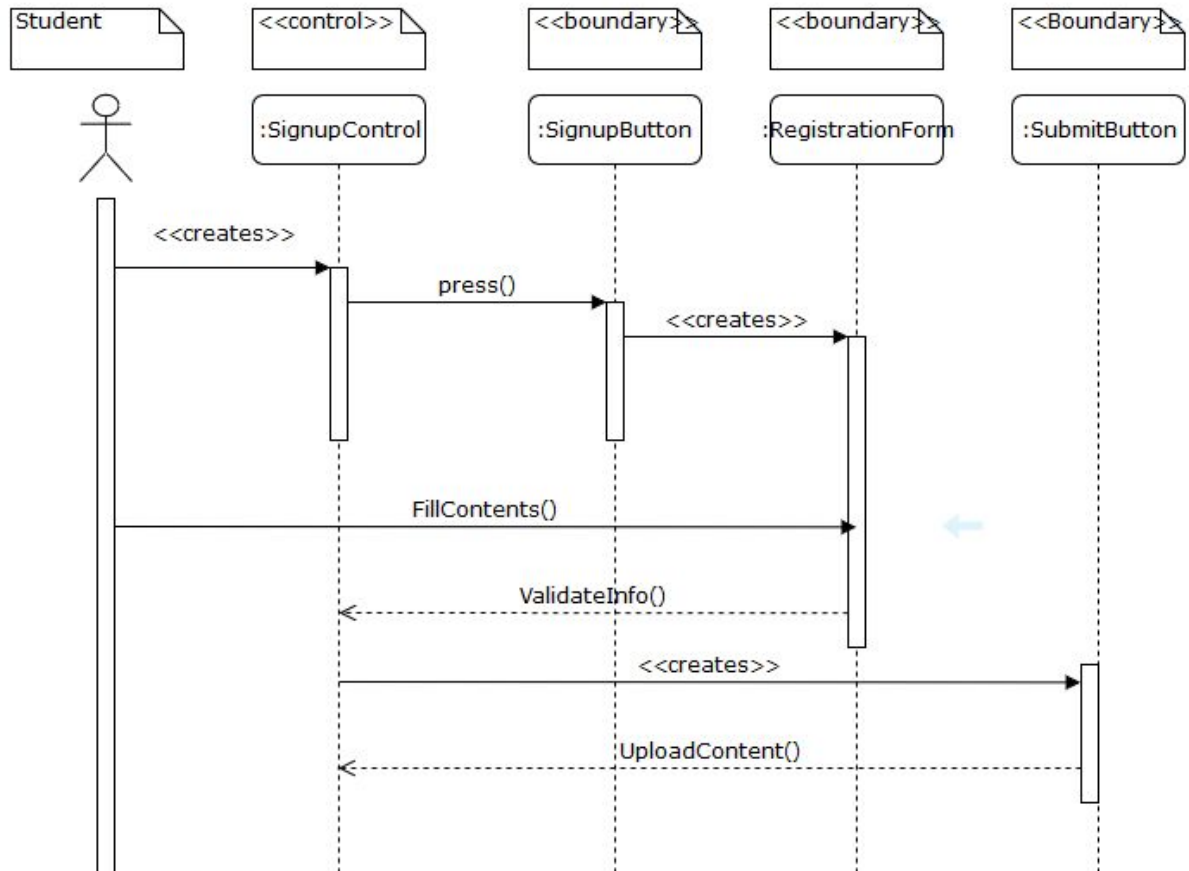 Student
<<control>>
<<boundary>>
<<boundary>>
<<Boundary>>
:SignupControl
:SignupButton
:RegistrationForm
:SubmitButton
<<creates>>
press()
<<creates>>
FillContents()
ValidateInfo()
<<creates>>
UploadContent()